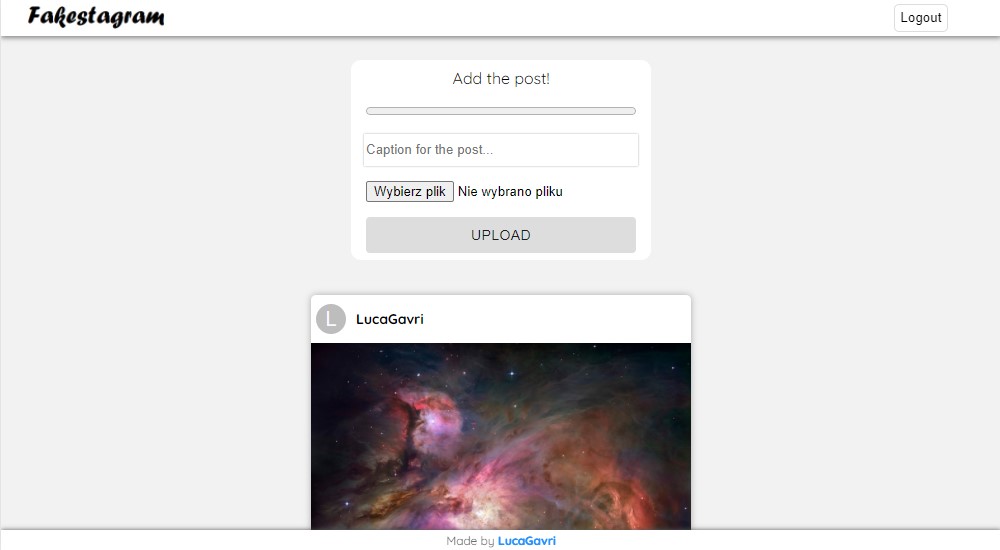 Fakestagram
Logout
Add the post!
Caption for the post...
Wybierz plik Nie wybrano pliku
UPLOAD
L LucaGavri
Made by LucaGavri